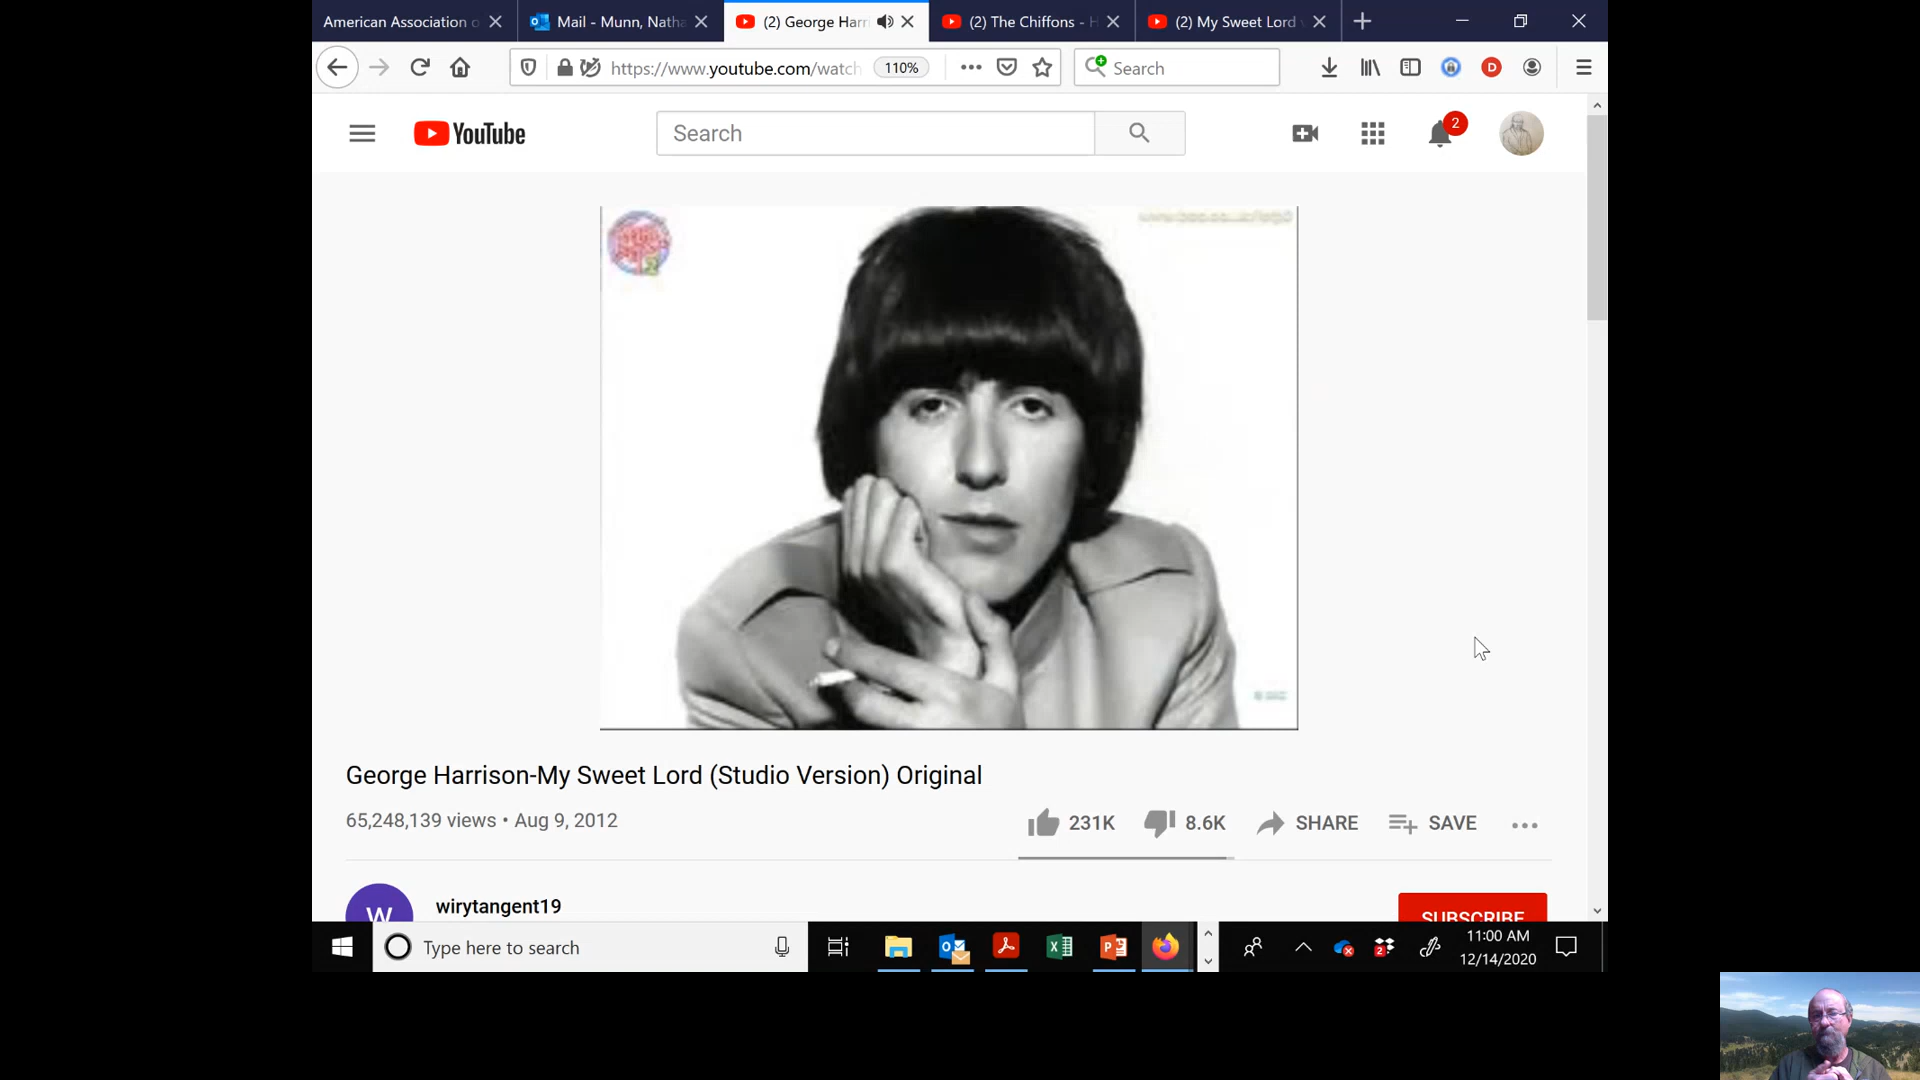 American Association o
Mail - Munn, Natha
(2) George Harri
(2) The Chiffons - H
(2) My Sweet Lord
https://www.youtube.com/watch
110%
Search
D
YouTube
Search
2
George Harrison-My Sweet Lord (Studio Version) Original
65,248,139 views • Aug 9, 2012
231K
8.6K
SHARE
SAVE
W
wirytangent19
SUBSCRIBE
Type here to search
11:00 AM
12/14/2020